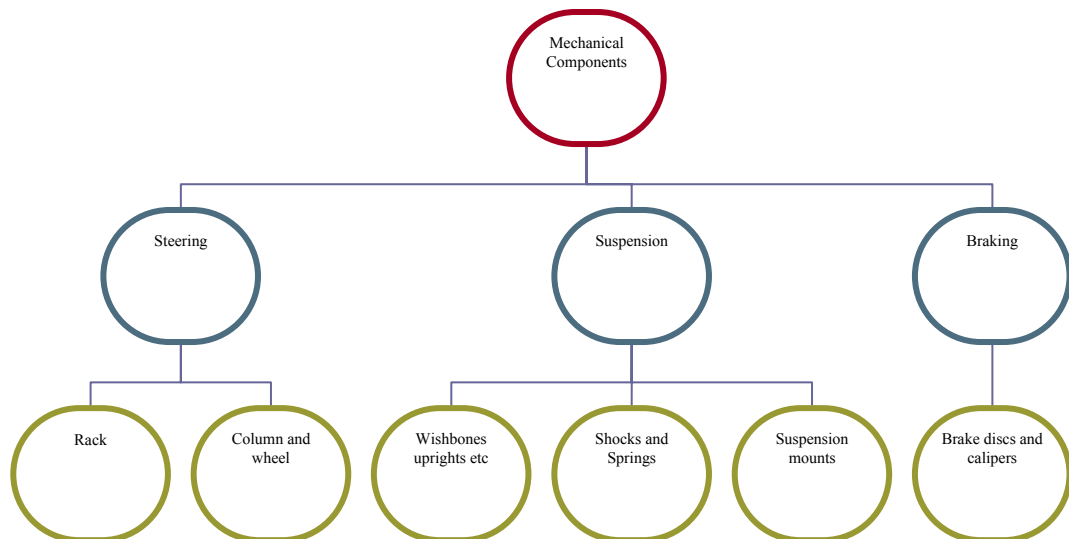 Mechanical
Components
Steering
Suspension
Braking
Rack
Column and
wheel
Wishbones
uprights etc
Shocks and
Springs
Suspension
mounts
Brake discs and
calipers